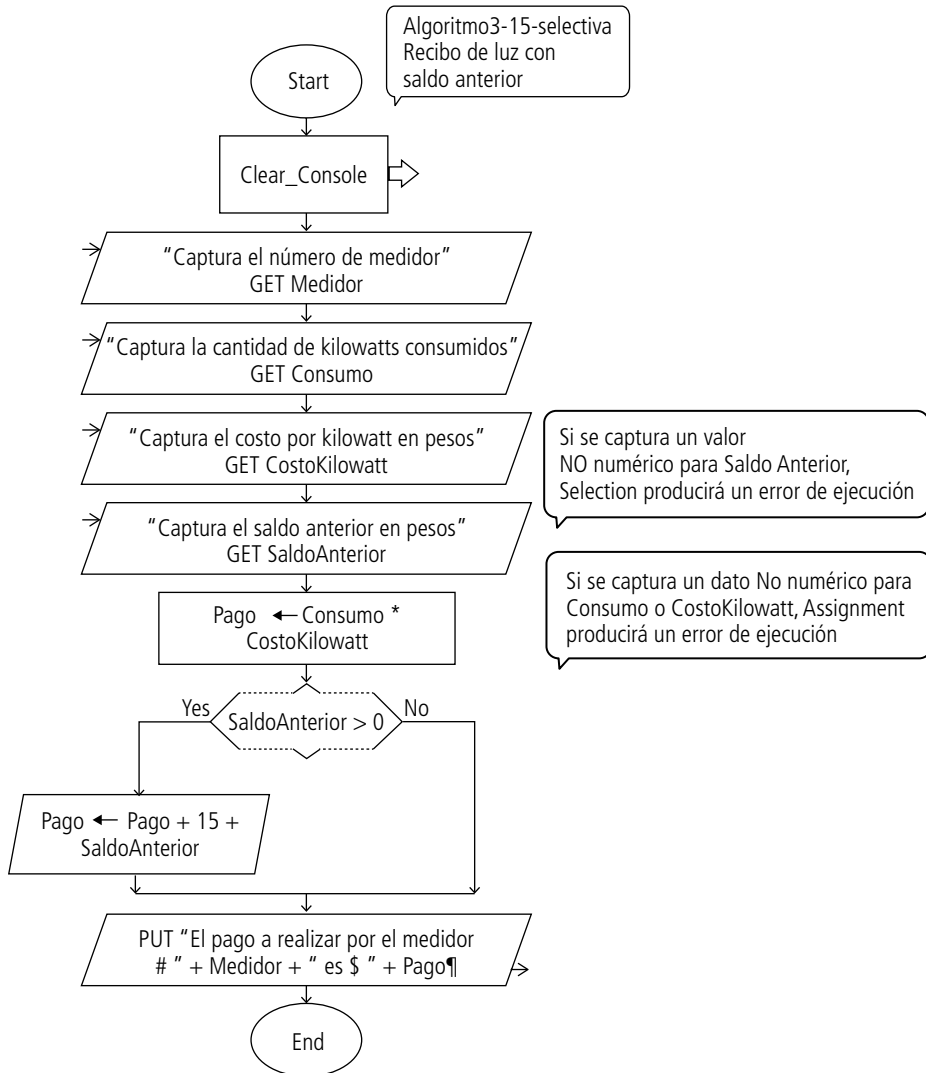 Algoritmo3-15-selectiva
Recibo de luz con
saldo anterior
Start
Clear_Console
"Captura el número de medidor"
GET Medidor
"Captura la cantidad de kilowatts consumidos"
GET Consumo
"Captura el costo por kilowatt en pesos"
GET CostoKilowatt
Si se captura un valor
NO numérico para Saldo Anterior,
Selection producirá un error de ejecución
"Captura el saldo anterior en pesos"
GET SaldoAnterior
Si se captura un dato No numérico para
Consumo o CostoKilowatt, Assignment
producirá un error de ejecución
Pago ← Consumo *
CostoKilowatt
Yes
SaldoAnterior > 0
No
Pago ← Pago + 15 +
SaldoAnterior
PUT "El pago a realizar por el medidor
# " + Medidor + " es $ " + Pago¶
End